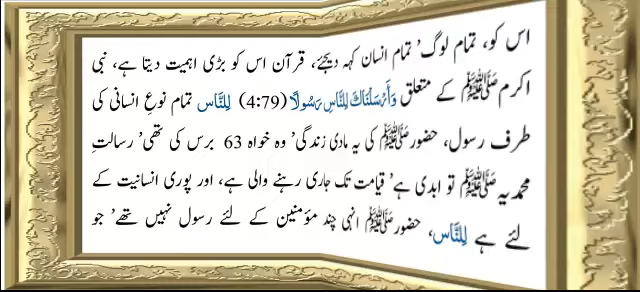 اس کو، تمام لوگ' تمام انسان کہہ دیجئے، قرآن اس کو بڑی اہمیت دیتا ہے، نبی
اکرم ﷺ کے متعلق وَأَرْسَلْنَاكَ لِلنَّاسِ رَسُولًا (4:79) لِلنَّاس تمام نوعِ انسانی کی
طرف رسول، حضور ﷺ کی یہ مادی زندگی' وہ خواہ 63 برس کی تھی' رسالتِ
محمدیہ ﷺ تو ابدی ہے' قیامت تک جاری رہنے والی ہے، اور پوری انسانیت کے
لئے ہے لِلنَّاس، حضور ﷺ انہی چند مؤمنین کے لئے رسول نہیں تھے' جو